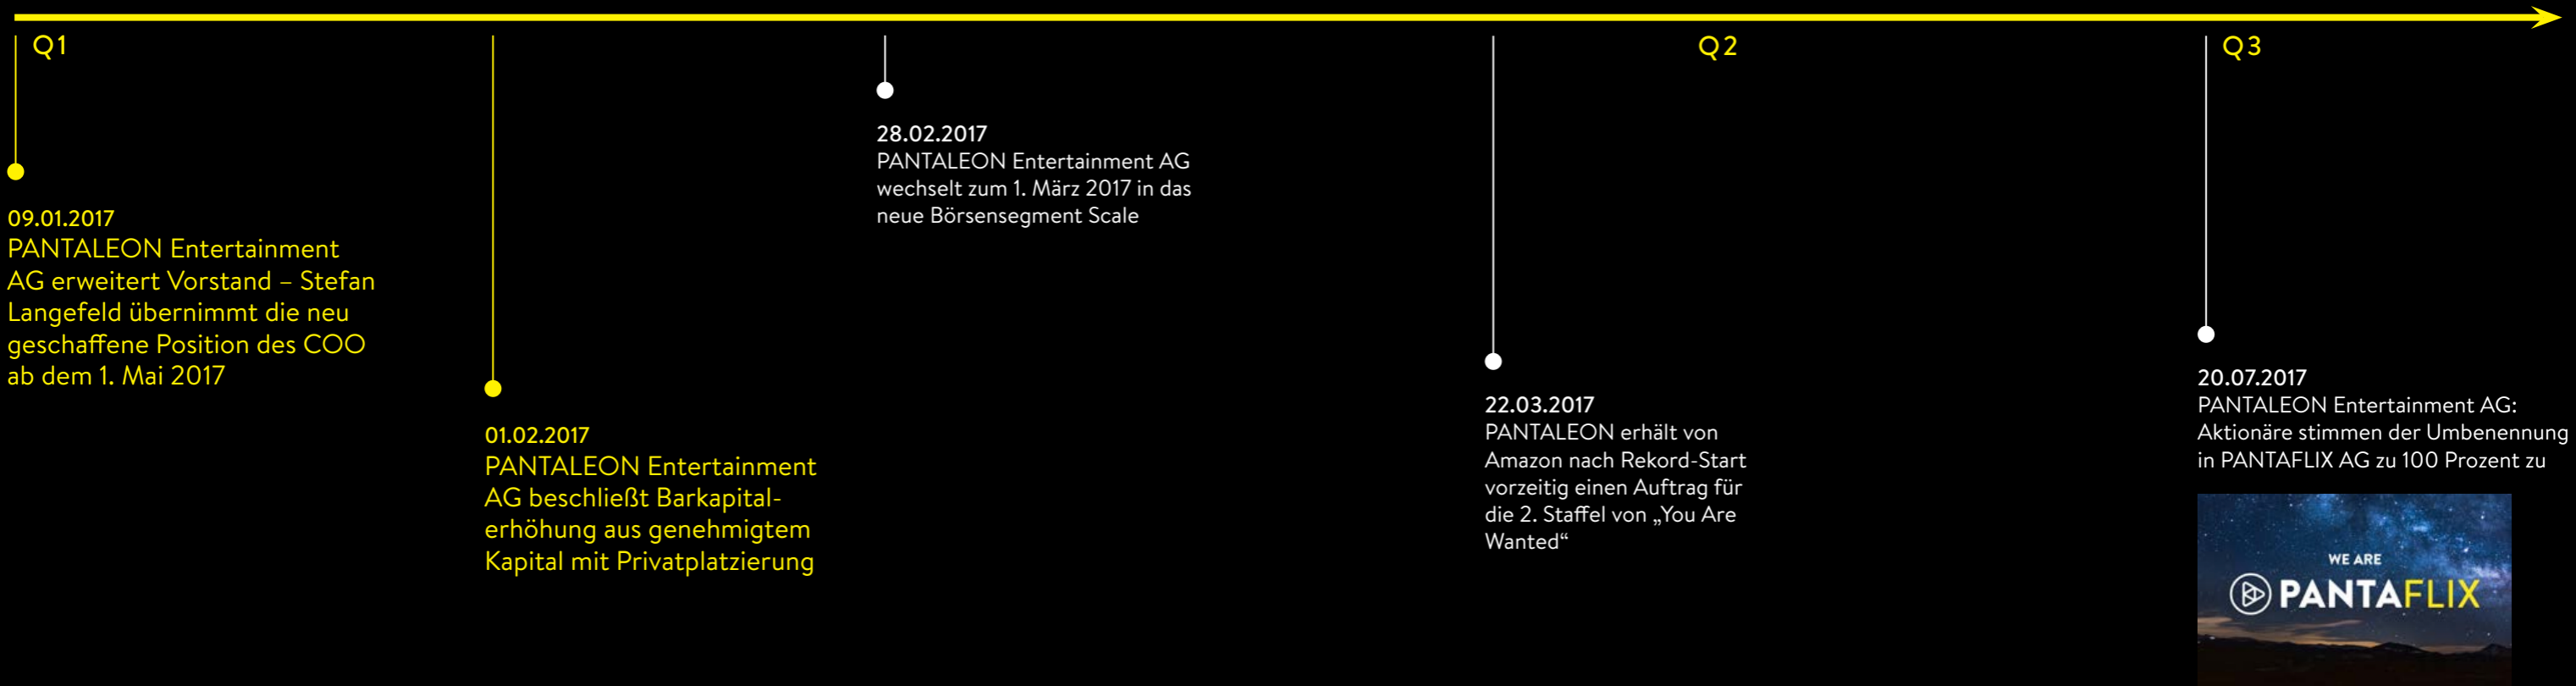 Q1
Q2
Q3
09.01.2017
PANTALEON Entertainment
AG erweitert Vorstand – Stefan
Langefeld übernimmt die neu
geschaffene Position des COO
ab dem 1. Mai 2017
01.02.2017
PANTALEON Entertainment
AG beschließt Barkapital-
erhöhung aus genehmigtem
Kapital mit Privatplatzierung
28.02.2017
PANTALEON Entertainment AG
wechselt zum 1. März 2017 in das
neue Börsensegment Scale
22.03.2017
PANTALEON erhält von
Amazon nach Rekord-Start
vorzeitig einen Auftrag für
die 2. Staffel von „You Are
Wanted“
20.07.2017
PANTALEON Entertainment AG:
Aktionäre stimmen der Umbenennung
in PANTAFLIX AG zu 100 Prozent zu
WE ARE
PANTAFLIX